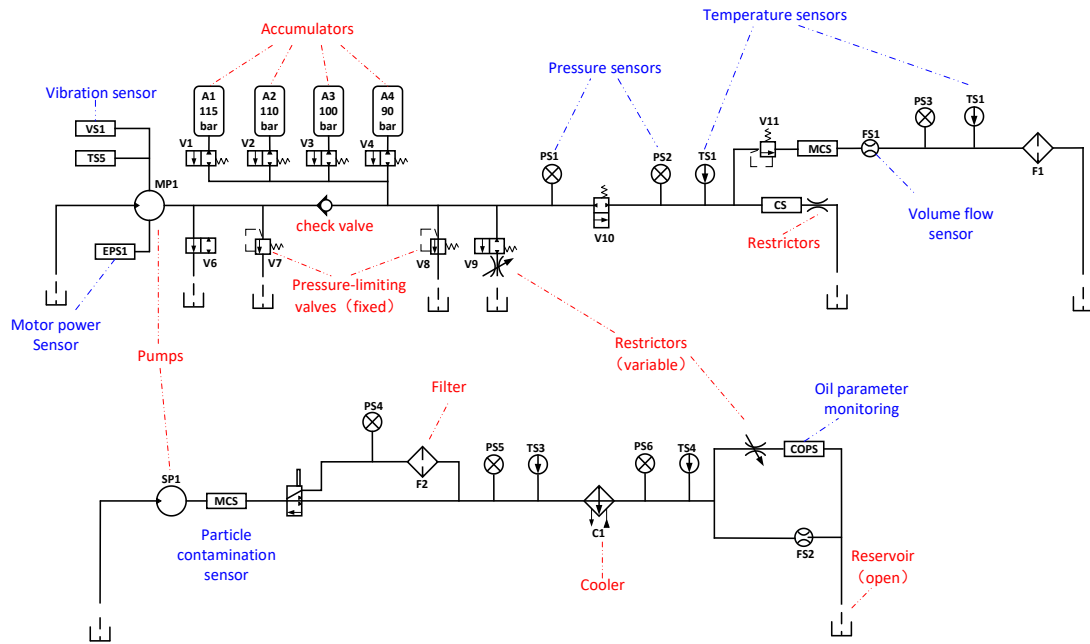 Temperature sensors
Accumulators
Pressure sensors
Vibration sensor
A1
115
bar
A2
110
bar
A3
100
bar
A4
90
bar
VS1
TS5
V1
V2
V3
V4
MP1
EPS1
PS1
PS2
TS1
V11
MCS
FS1
PS3
TS1
F1
CS
check valve
Restrictors
Volume flow
sensor
V6
V7
V8
V9
V10
Pressure-limiting
valves（fixed）
Motor power
Sensor
Pumps
Restrictors
（variable）
Filter
Oil parameter
monitoring
PS4
F2
PS5
TS3
PS6
TS4
COPS
SP1
MCS
C1
FS2
Particle
contamination
sensor
Cooler
Reservoir
（open）